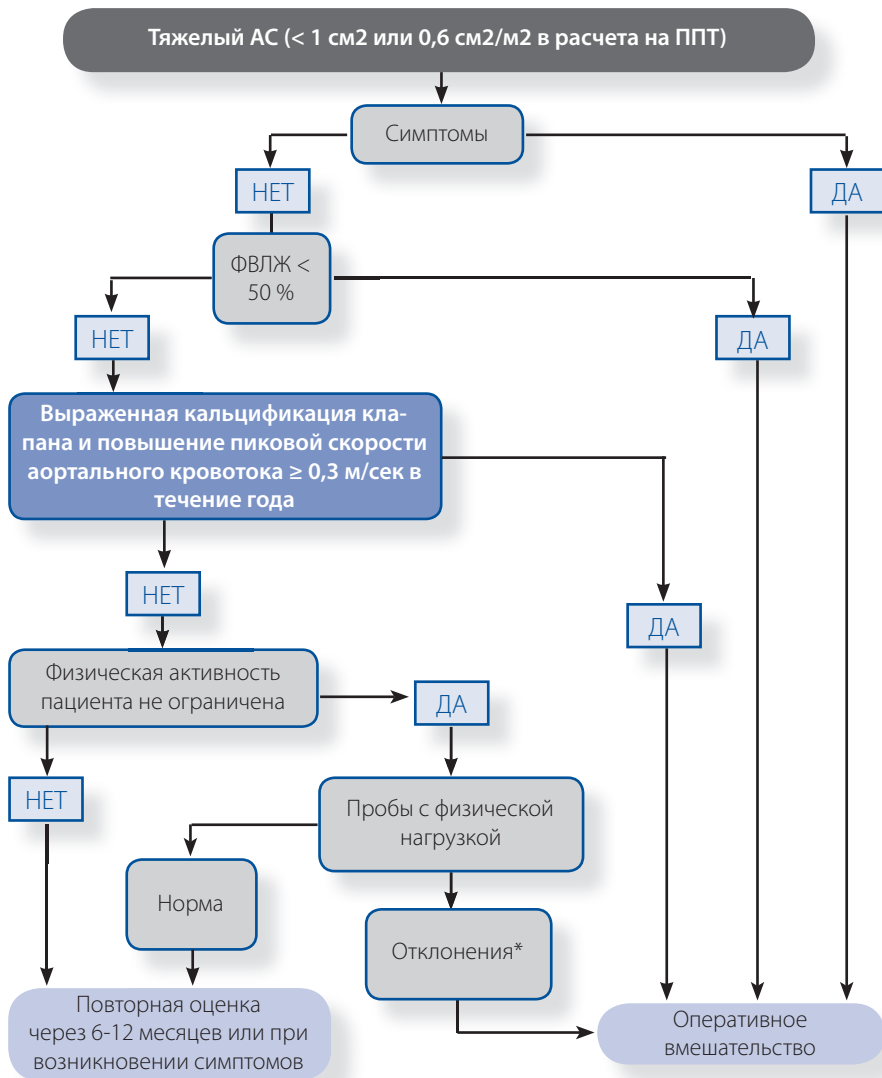 Тяжелый АС (< 1 см2 или 0,6 см2/м2 в расчета на ППТ)
Симптомы
НЕТ
ДА
ФВЛЖ <
50 %
НЕТ
ДА
Выраженная кальцификация кла-
пана и повышение пиковой скорости
аортального кровотока ≥ 0,3 м/сек в
течение года
НЕТ
ДА
Физическая активность
пациента не ограничена
ДА
НЕТ
Пробы с физической
нагрузкой
Норма
Отклонения*
Повторная оценка
через 6-12 месяцев или при
возникновении симптомов
Оперативное
вмешательство